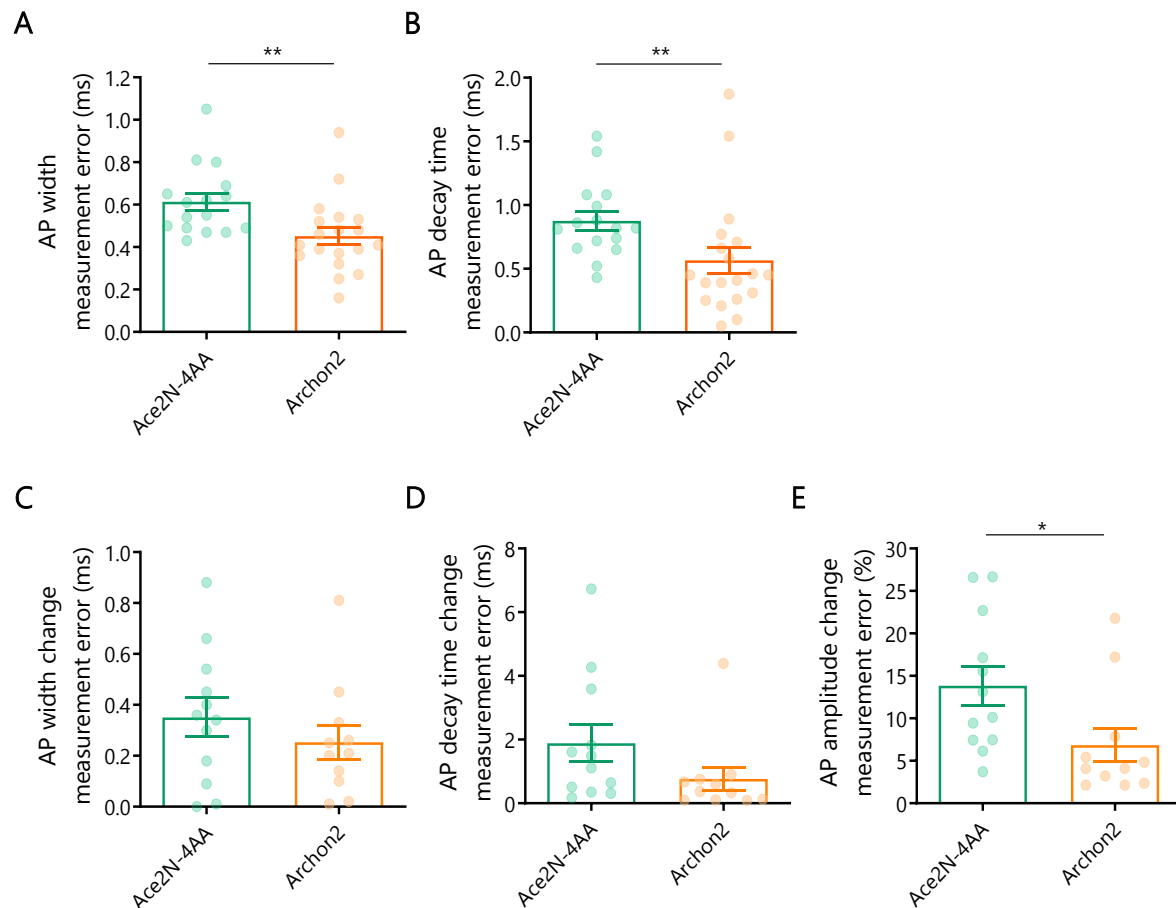 A
**
AP width
measurement error (ms)
1.2
1.0
0.8
0.6
0.4
0.2
0.0
Ace2N-4AA
Archon2
B
**
AP decay time
measurement error (ms)
2.0
1.5
1.0
0.5
0.0
Ace2N-4AA
Archon2
C
AP width change
measurement error (ms)
1.0
0.8
0.6
0.4
0.2
0.0
Ace2N-4AA
Archon2
D
AP decay time change
measurement error (ms)
8
6
4
2
0
Ace2N-4AA
Archon2
E
*
AP amplitude change
measurement error (%)
30
25
20
15
10
5
0
Ace2N-4AA
Archon2